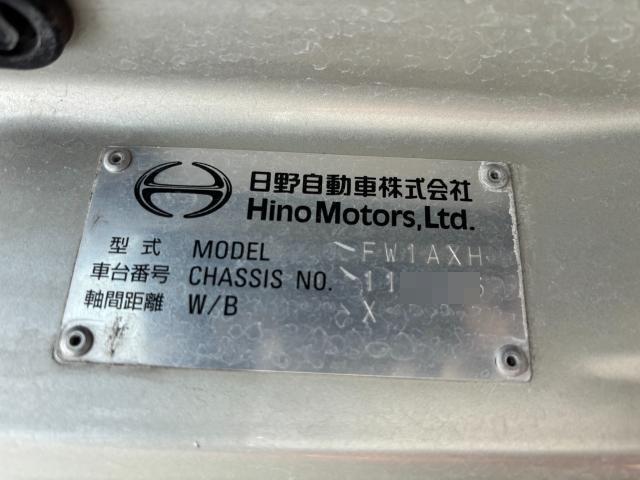 日野自動車株式会社
Hino Motors, Ltd.
型式 MODEL FW1AXH
車台番号 CHASSIS NO. 11
軸間距離 W/B X